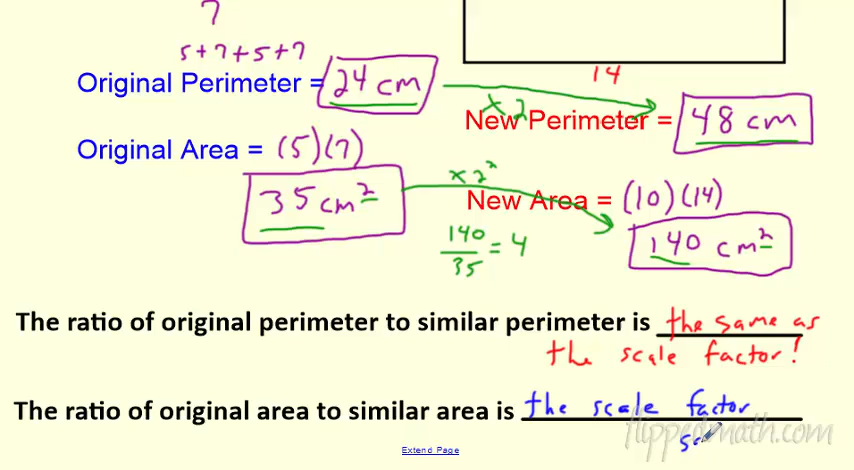 7
5+7+5+7
Original Perimeter = 24 cm
14
×2
New Perimeter = 48 cm
Original Area = (5)(7)
35 cm²
×2²
New Area = (10)(14)
140/35 = 4
140 cm²
The ratio of original perimeter to similar perimeter is the same as
the scale factor!
The ratio of original area to similar area is the scale factor
flippedmath.com
Extend Page